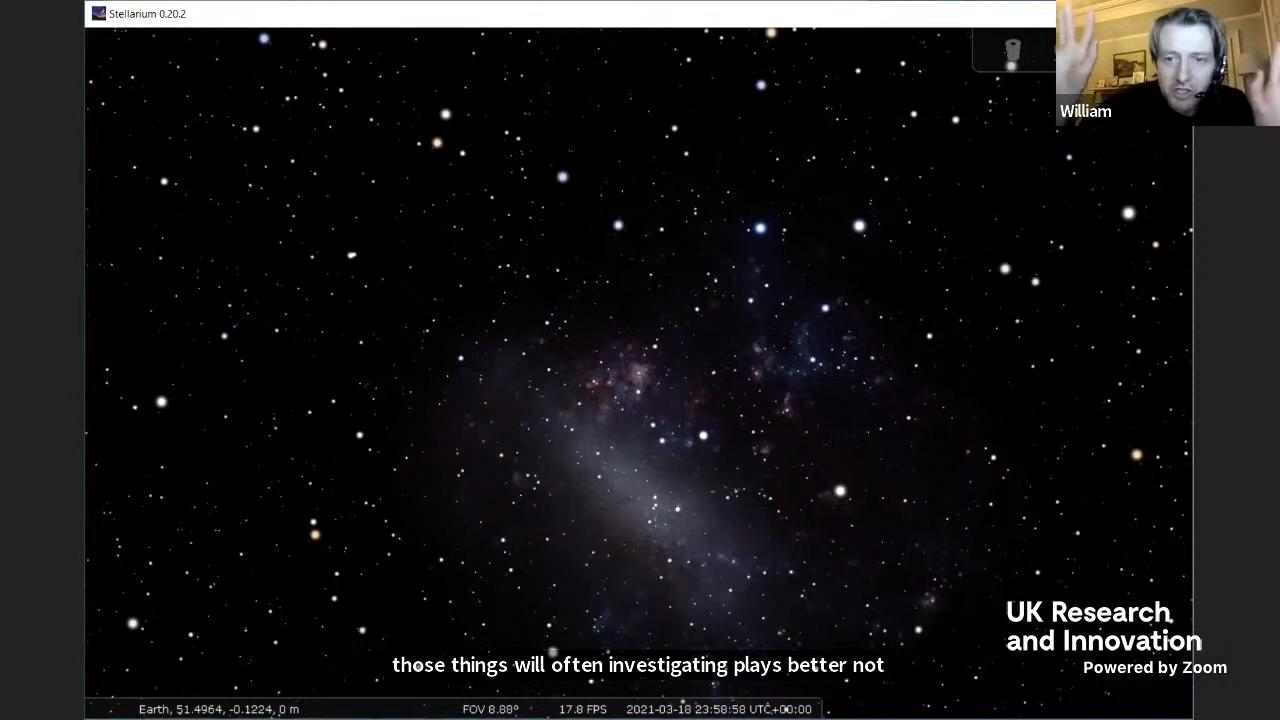 Stellarium 0.20.2
William
UK Research
and Innovation
those things will often investigating plays better not
Powered by Zoom
Earth, 51.4964, -0.1224, 0 m FOV 8.88° 17.8 FPS 2021-03-18 23:58:58 UTC+00:00